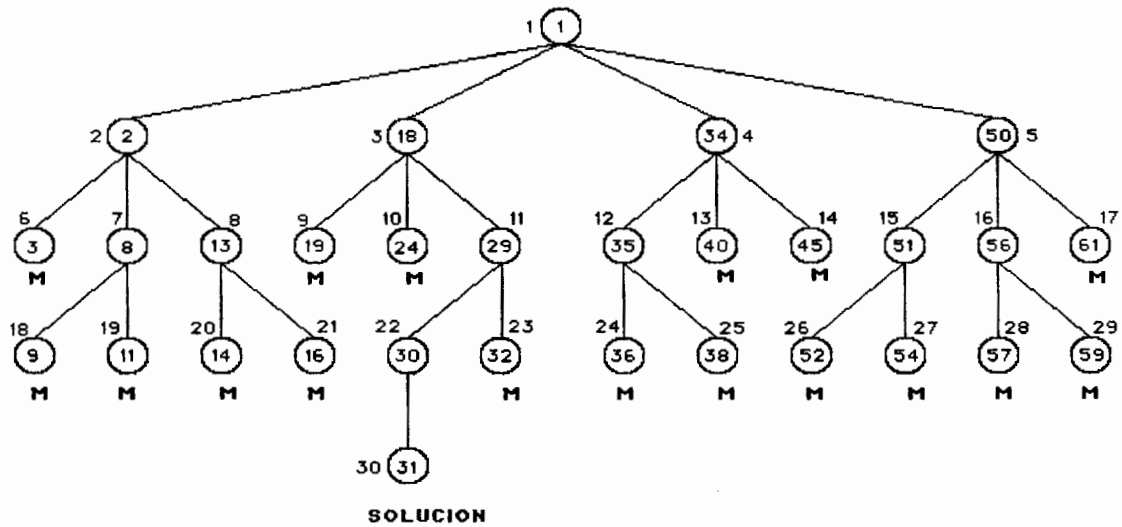 1 1
2 2 3 18 34 4 50 5
6 7 8 9 10 11 12 13 14 15 16 17
3 8 13 19 24 29 35 40 45 51 56 61
M M M M M M
18 19 20 21 22 23 24 25 26 27 28 29
9 11 14 16 30 32 36 38 52 54 57 59
M M M M M M M M M M M
30 31
SOLUCION